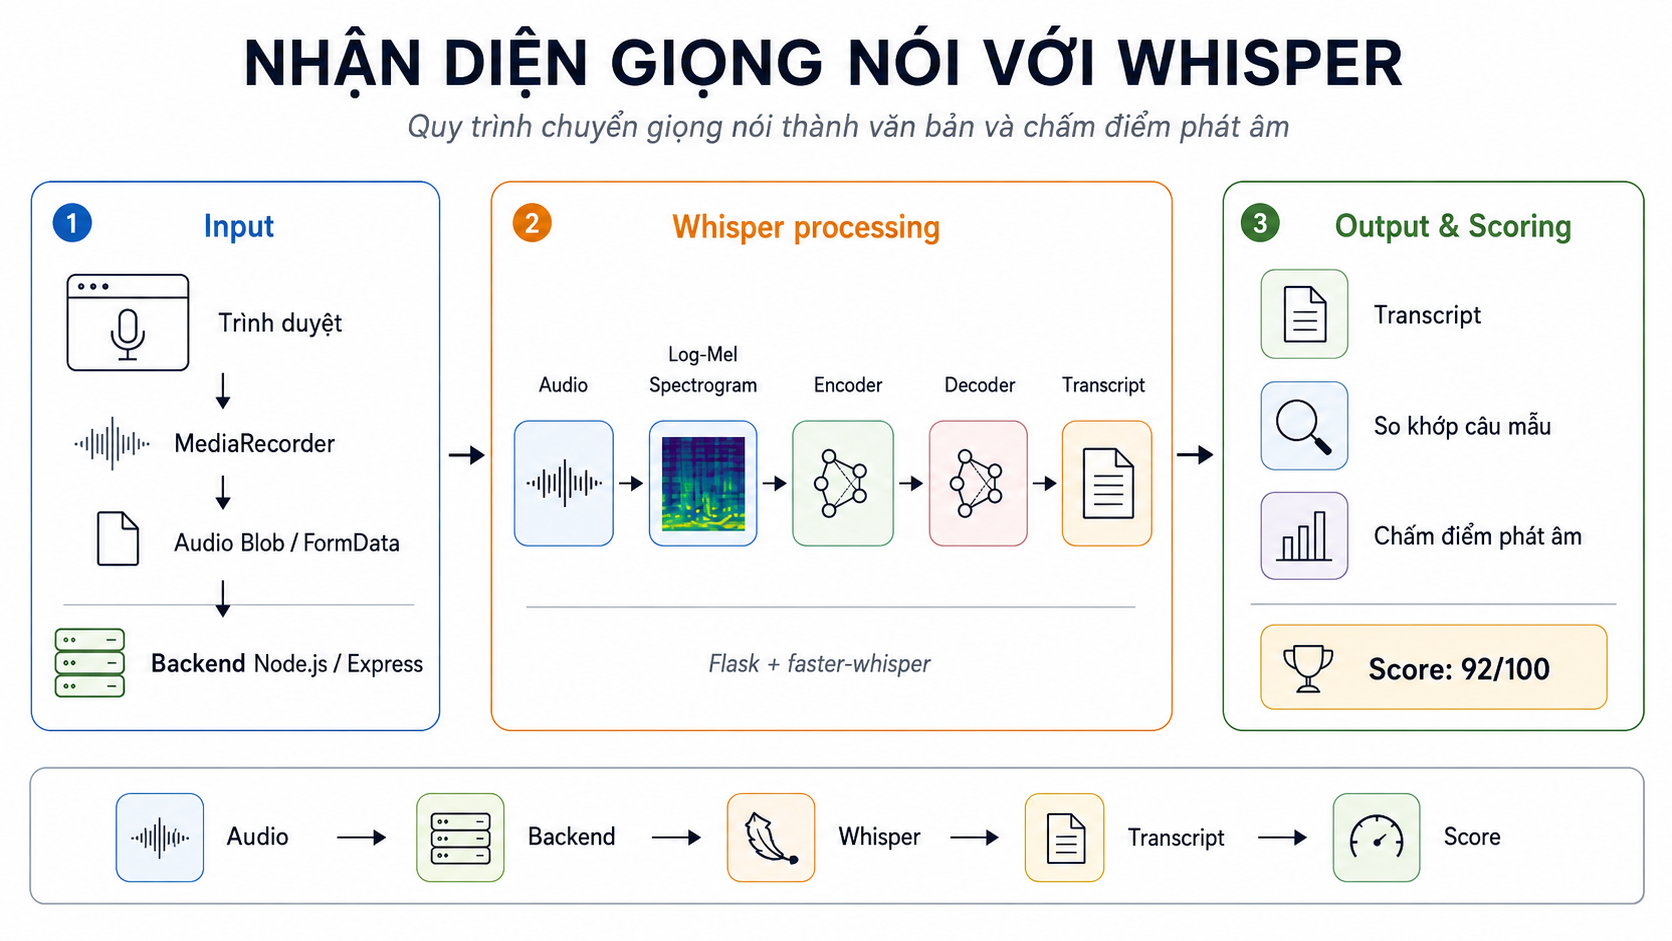 NHẬN DIỆN GIỌNG NÓI VỚI WHISPER
Quy trình chuyển giọng nói thành văn bản và chấm điểm phát âm
1
Input
Trình duyệt
MediaRecorder
Audio Blob / FormData
Backend Node.js / Express
2
Whisper processing
Audio
Log-Mel
Spectrogram
Encoder
Decoder
Transcript
Flask + faster-whisper
3
Output & Scoring
Transcript
So khớp câu mẫu
Chấm điểm phát âm
Score: 92/100
Audio
Backend
Whisper
Transcript
Score